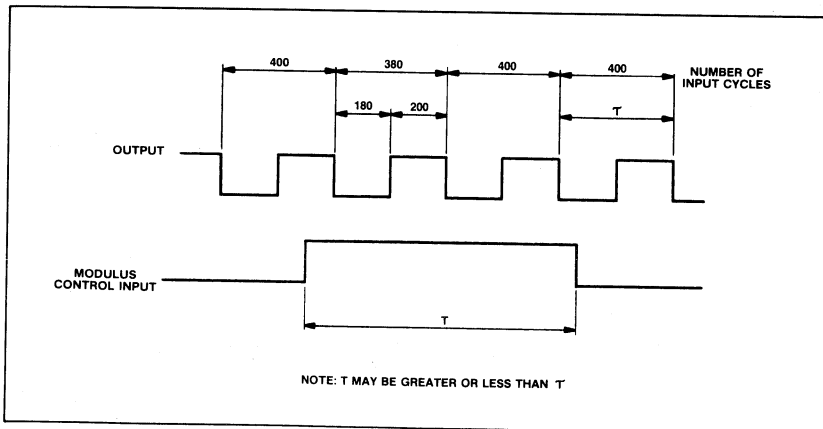 400 380 400 400
NUMBER OF
INPUT CYCLES
180 200 τ
OUTPUT
MODULUS
CONTROL INPUT
T
NOTE: T MAY BE GREATER OR LESS THAN τ